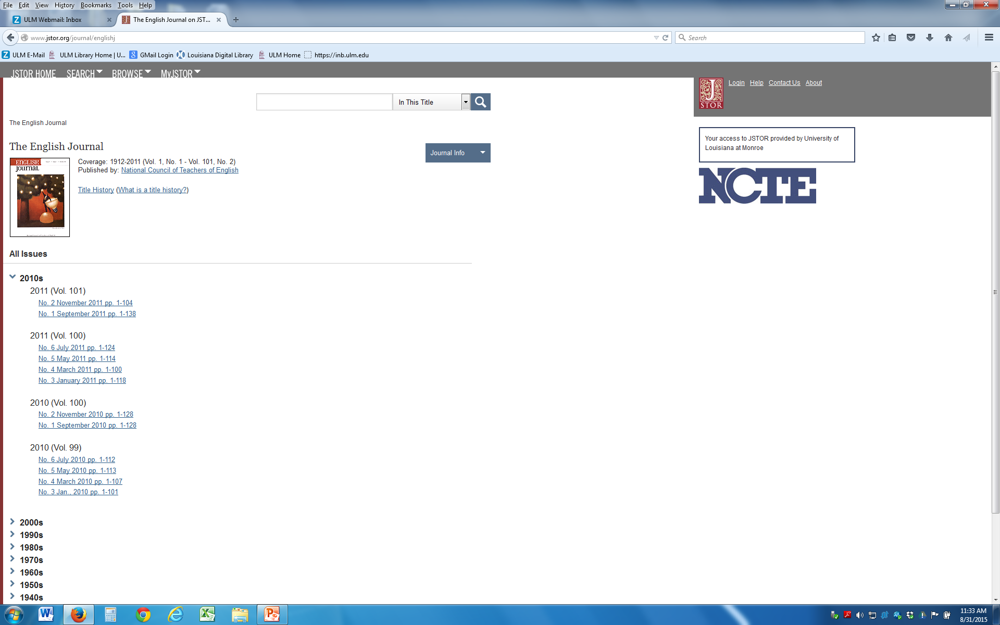 File Edit View History Bookmarks Tools Help
ULM Webmail: Inbox
The English Journal on JST...
www.jstor.org/journal/englishj
Search
ULM E-Mail
ULM Library Home | U...
GMail Login
Louisiana Digital Library
ULM Home
https://inb.ulm.edu
JSTOR HOME SEARCH BROWSE MyJSTOR
JSTOR
Login Help Contact Us About
In This Title
The English Journal
Your access to JSTOR provided by University of
Louisiana at Monroe
NCTE
The English Journal
Journal Info
ENGLISH
Journal
Coverage: 1912-2011 (Vol. 1, No. 1 - Vol. 101, No. 2)
Published by: National Council of Teachers of English
Title History (What is a title history?)
All Issues
2010s
2011 (Vol. 101)
No. 2 November 2011 pp. 1-104
No. 1 September 2011 pp. 1-138
2011 (Vol. 100)
No. 6 July 2011 pp. 1-124
No. 5 May 2011 pp. 1-114
No. 4 March 2011 pp. 1-100
No. 3 January 2011 pp. 1-118
2010 (Vol. 100)
No. 2 November 2010 pp. 1-128
No. 1 September 2010 pp. 1-128
2010 (Vol. 99)
No. 6 July 2010 pp. 1-112
No. 5 May 2010 pp. 1-113
No. 4 March 2010 pp. 1-107
No. 3 Jan., 2010 pp. 1-101
2000s
1990s
1980s
1970s
1960s
1950s
1940s
11:33 AM
8/31/2015